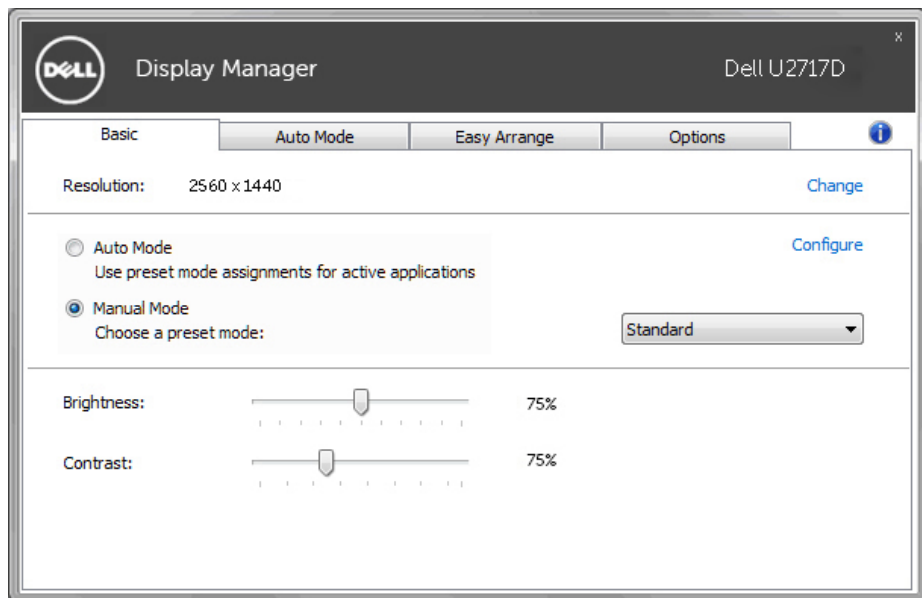 x
DELL
Display Manager
Dell U2717D
Basic
Auto Mode
Easy Arrange
Options
i
Resolution: 2560 x 1440
Change
Auto Mode
Configure
Use preset mode assignments for active applications
Manual Mode
Choose a preset mode:
Standard
Brightness: 75%
Contrast: 75%